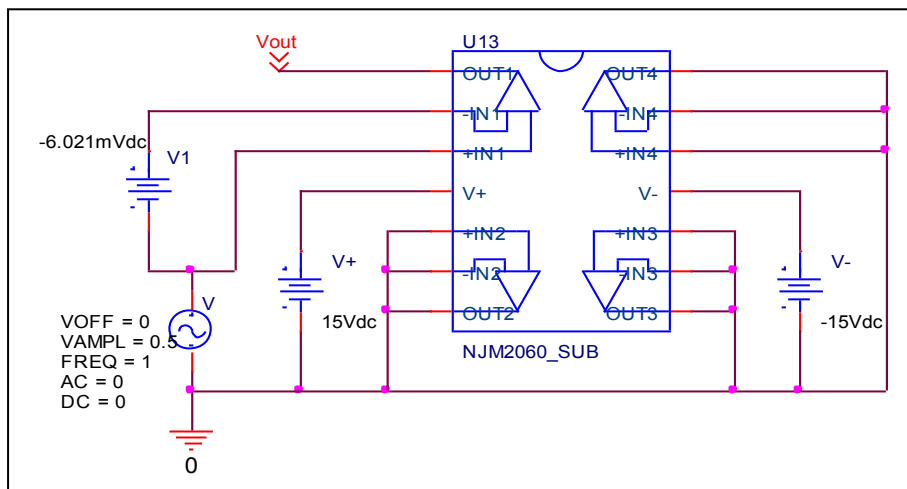 U13
Vout
OUT1
OUT4
-IN1
-IN4
-6.021mVdc
V1
+IN1
+IN4
V+
V-
+IN2
+IN3
V+
V-
-IN2
-IN3
V
15Vdc
OUT2
OUT3
-15Vdc
VOFF = 0
VAMPL = 0.5
FREQ = 1
AC = 0
DC = 0
NJM2060_SUB
0